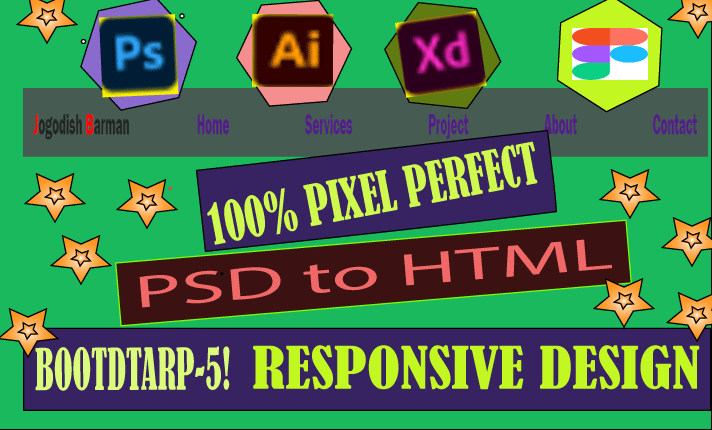 Ps Ai Xd
Jogodish Barman Home Services Project About Contact
100% PIXEL PERFECT
PSD to HTML
BOOTDTARP-5! RESPONSIVE DESIGN